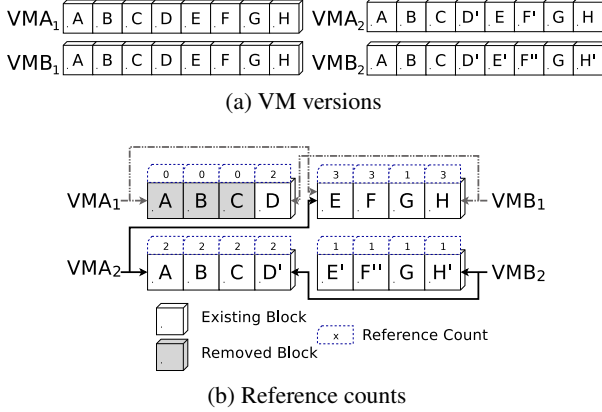 VMA1 A B C D E F G H VMA2 A B C D' E F' G H
VMB1 A B C D E F G H VMB2 A B C D' E' F'' G H'
(a) VM versions
0 0 0 2 3 3 1 3
VMA1 A B C D E F G H VMB1
2 2 2 2 1 1 1 1
VMA2 A B C D' E' F'' G H' VMB2
Existing Block
x Reference Count
Removed Block
(b) Reference counts